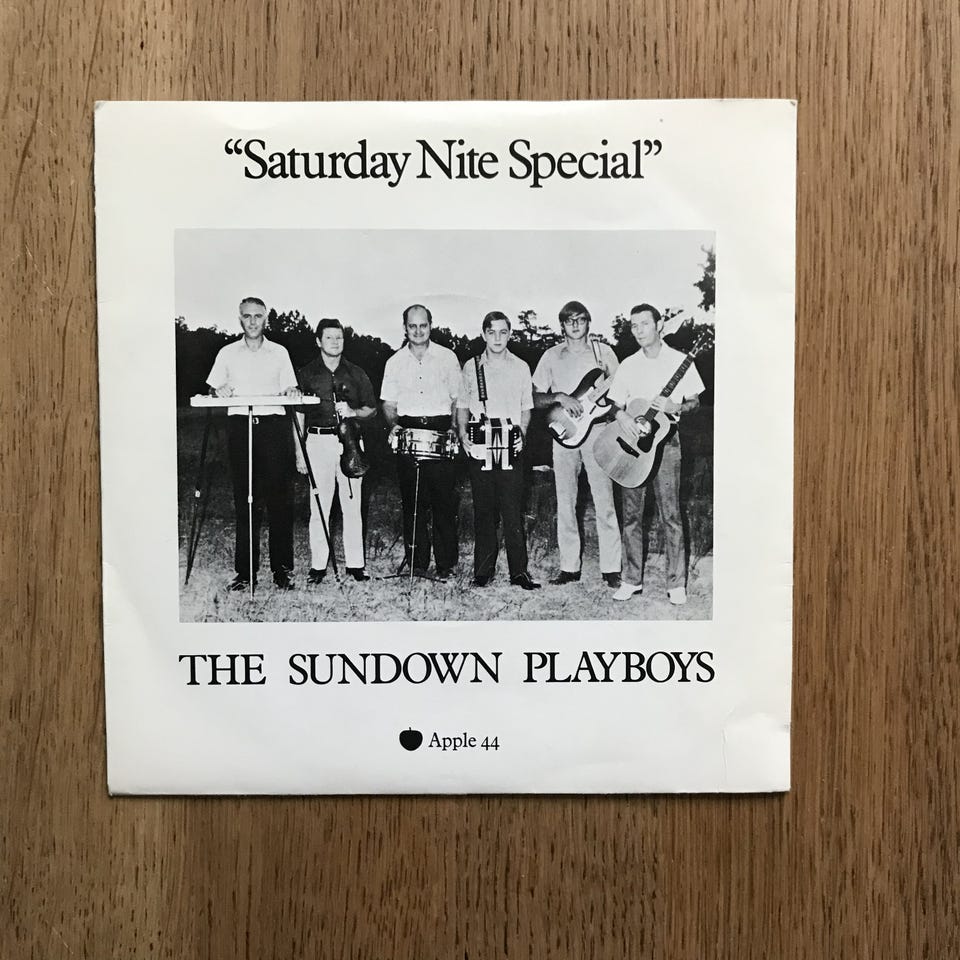 “Saturday Nite Special”
THE SUNDOWN PLAYBOYS
Apple 44